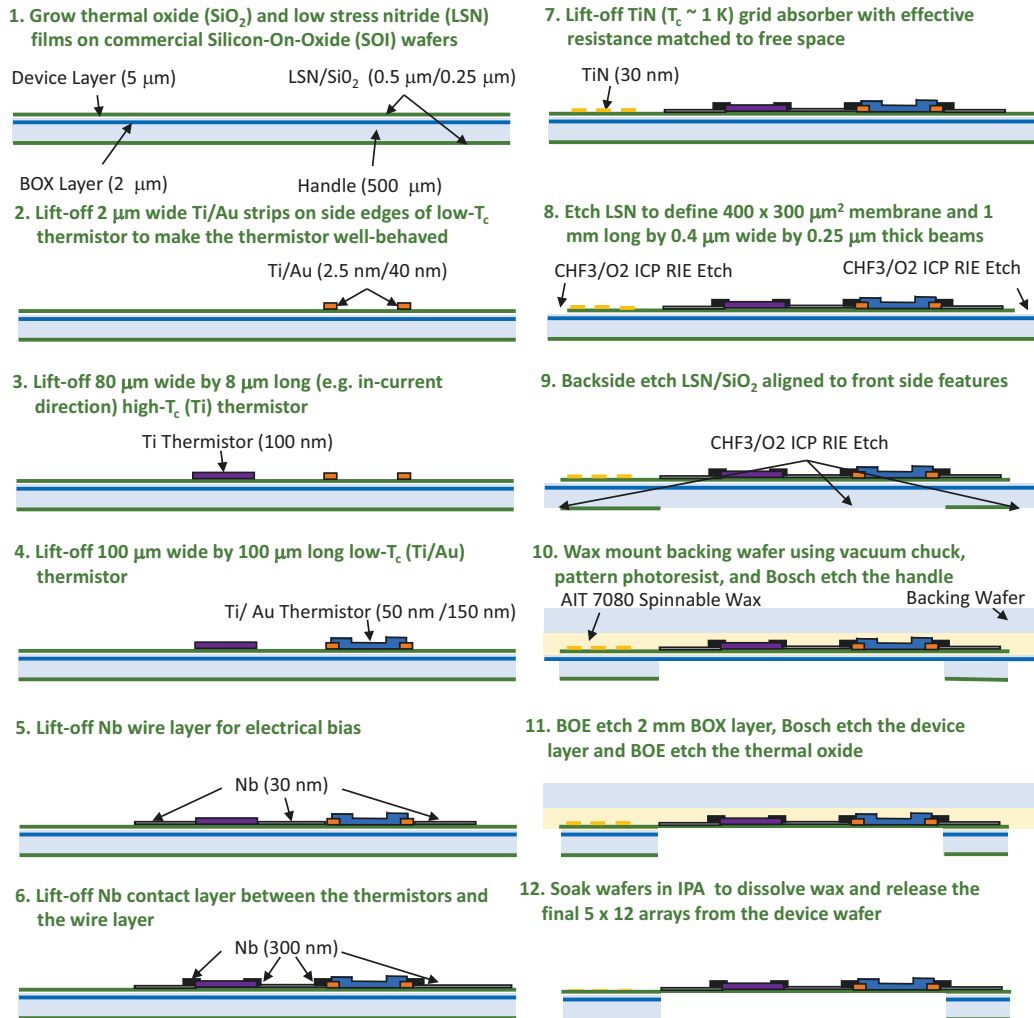 1. Grow thermal oxide (SiO₂) and low stress nitride (LSN)
films on commercial Silicon-On-Oxide (SOI) wafers
Device Layer (5 μm)
LSN/Si0₂ (0.5 μm/0.25 μm)
BOX Layer (2 μm)
Handle (500 μm)
2. Lift-off 2 μm wide Ti/Au strips on side edges of low-T꜀
thermistor to make the thermistor well-behaved
Ti/Au (2.5 nm/40 nm)
3. Lift-off 80 μm wide by 8 μm long (e.g. in-current
direction) high-T꜀ (Ti) thermistor
Ti Thermistor (100 nm)
4. Lift-off 100 μm wide by 100 μm long low-T꜀ (Ti/Au)
thermistor
Ti/ Au Thermistor (50 nm /150 nm)
5. Lift-off Nb wire layer for electrical bias
Nb (30 nm)
6. Lift-off Nb contact layer between the thermistors and
the wire layer
Nb (300 nm)
7. Lift-off TiN (T꜀ ~ 1 K) grid absorber with effective
resistance matched to free space
TiN (30 nm)
8. Etch LSN to define 400 x 300 μm² membrane and 1
mm long by 0.4 μm wide by 0.25 μm thick beams
CHF3/O2 ICP RIE Etch
CHF3/O2 ICP RIE Etch
9. Backside etch LSN/SiO₂ aligned to front side features
CHF3/O2 ICP RIE Etch
10. Wax mount backing wafer using vacuum chuck,
pattern photoresist, and Bosch etch the handle
AIT 7080 Spinnable Wax
Backing Wafer
11. BOE etch 2 mm BOX layer, Bosch etch the device
layer and BOE etch the thermal oxide
12. Soak wafers in IPA to dissolve wax and release the
final 5 x 12 arrays from the device wafer